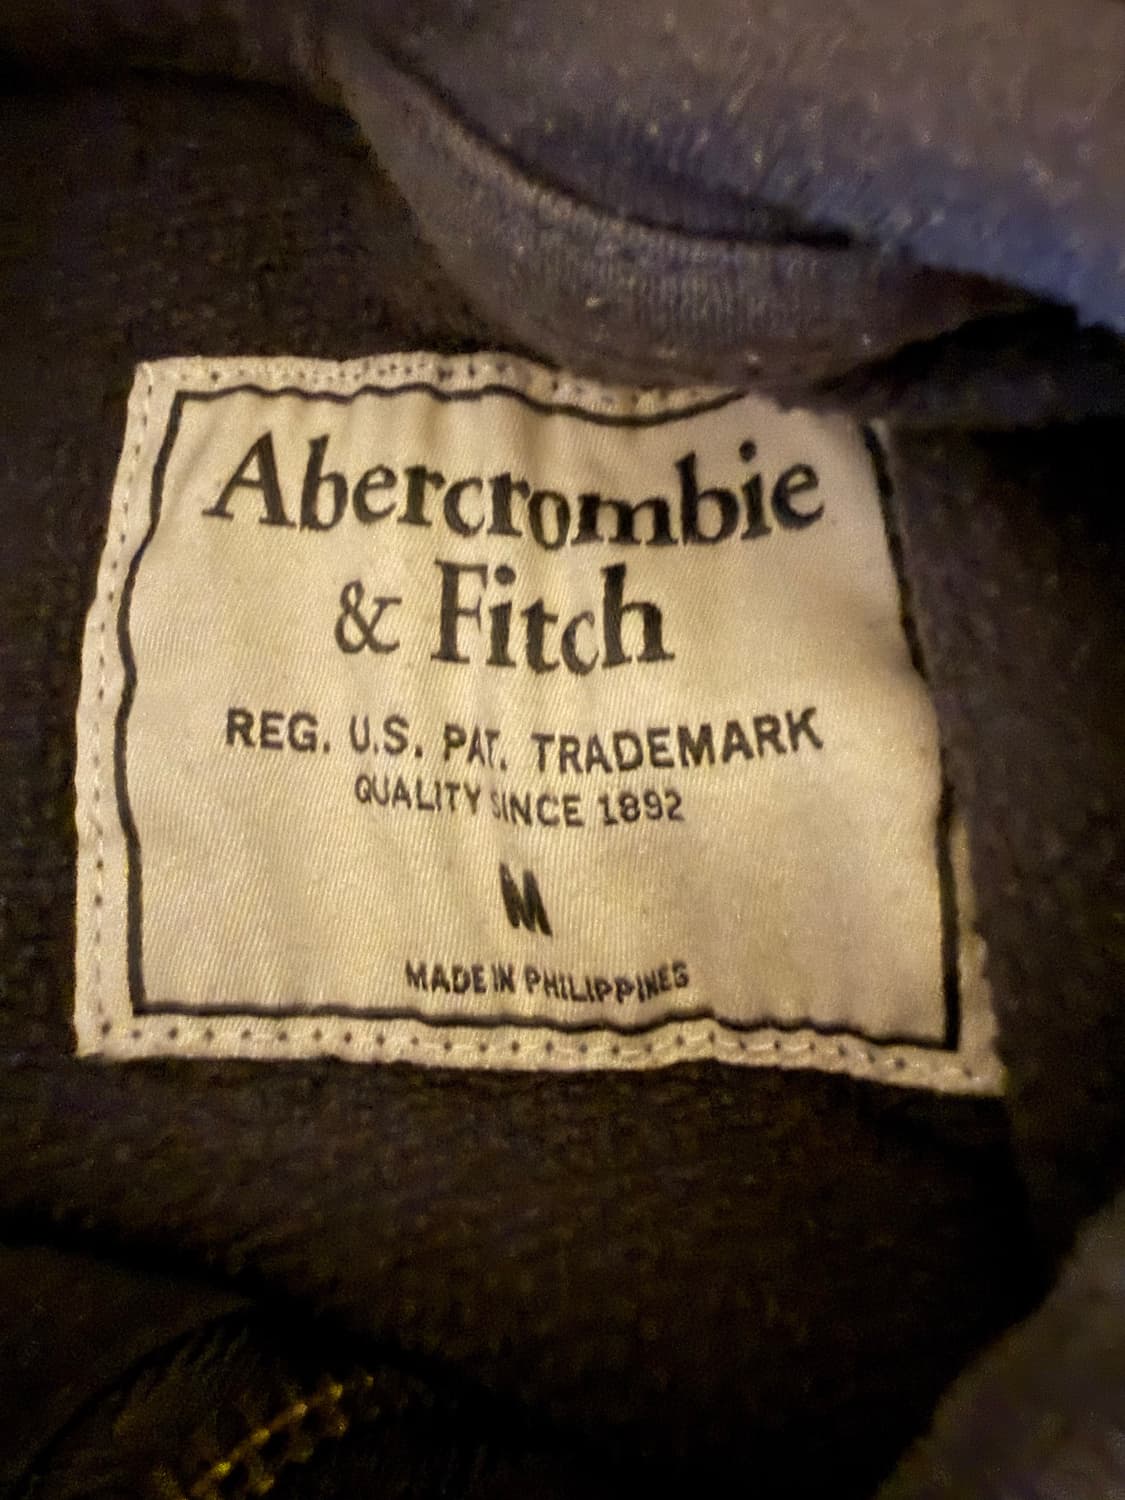 Abercrombie
& Fitch
REG. U.S. PAT. TRADEMARK
QUALITY SINCE 1892
M
MADE IN PHILIPPINES